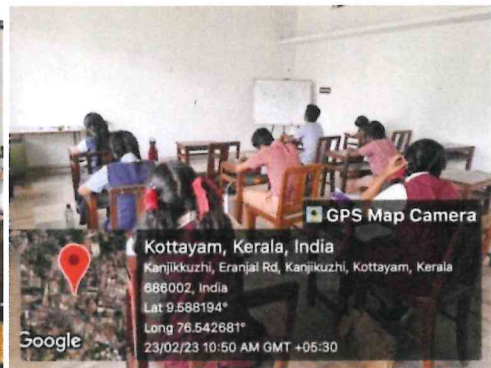 GPS Map Camera
Kottayam, Kerala, India
Kanjikkuzhi, Eranjal Rd, Kanjikuzhi, Kottayam, Kerala
686002, India
Lat 9.588194°
Long 76.542681°
23/02/23 10:50 AM GMT +05:30
Google